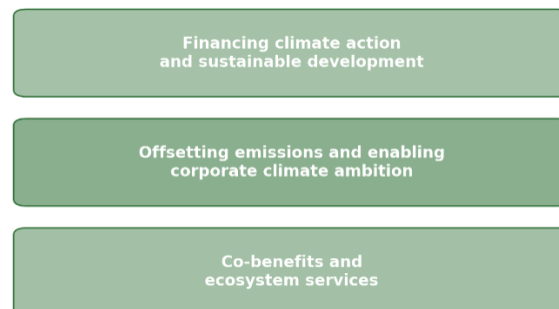 Financing climate action
and sustainable development
Offsetting emissions and enabling
corporate climate ambition
Co-benefits and
ecosystem services